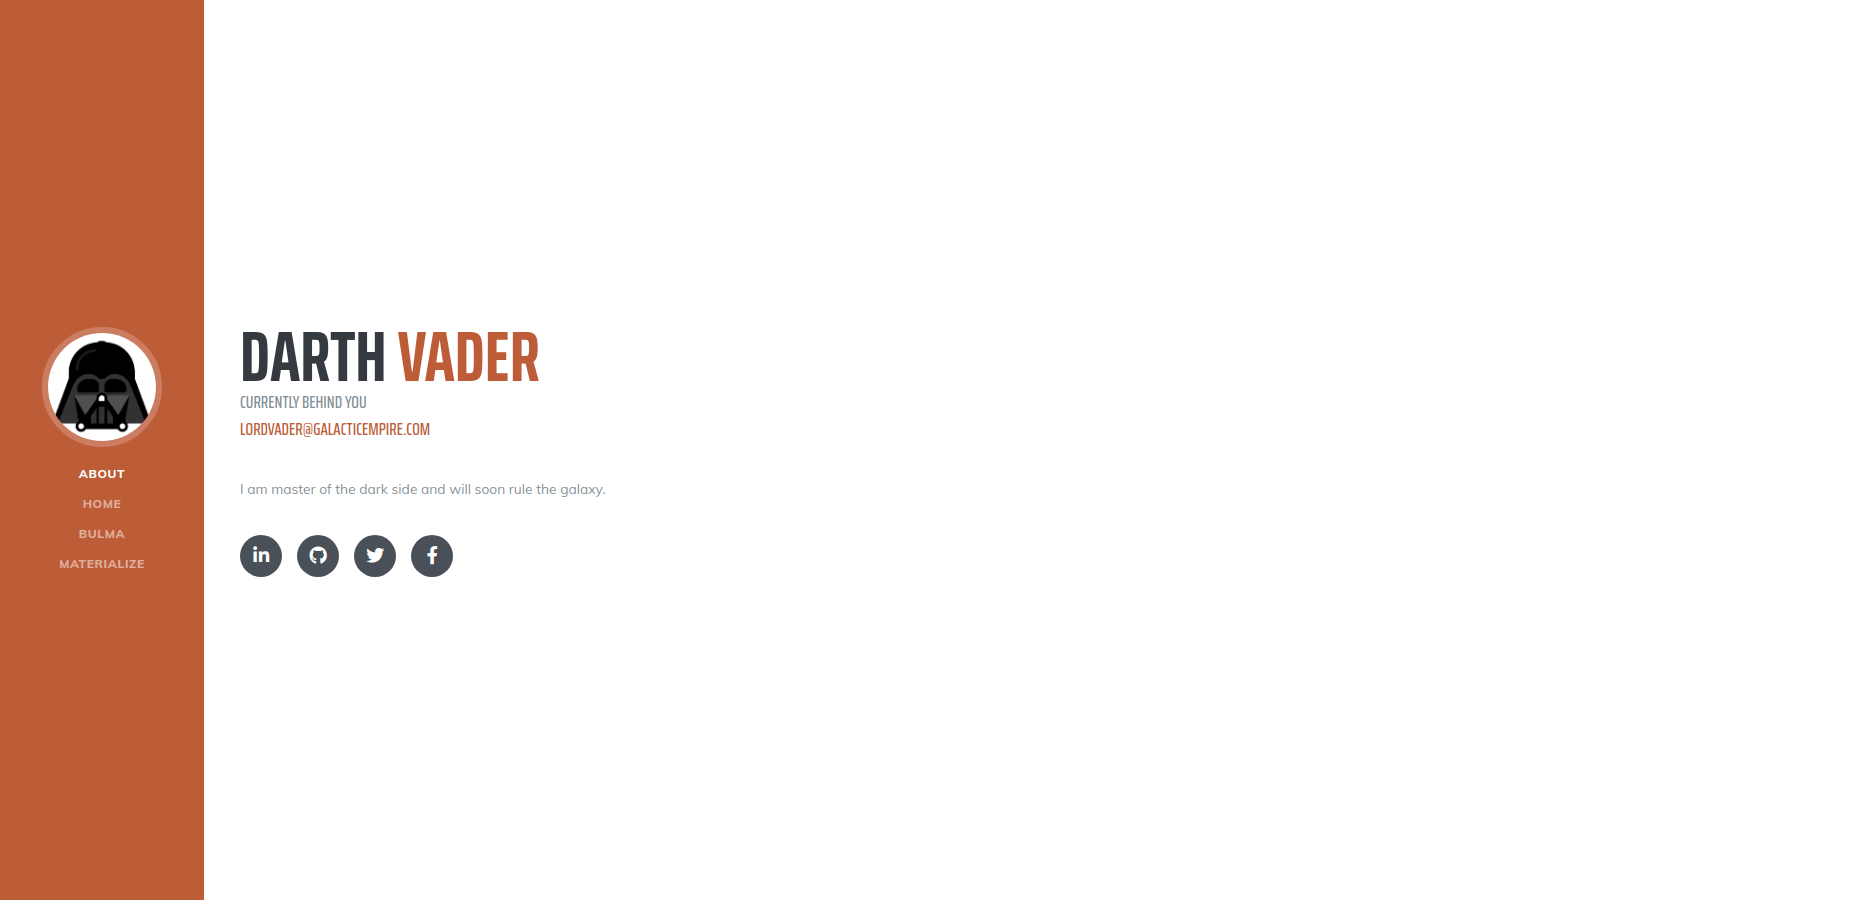 ABOUT
HOME
BULMA
MATERIALIZE
DARTH VADER
CURRENTLY BEHIND YOU
LORDVADER@GALACTICEMPIRE.COM
I am master of the dark side and will soon rule the galaxy.